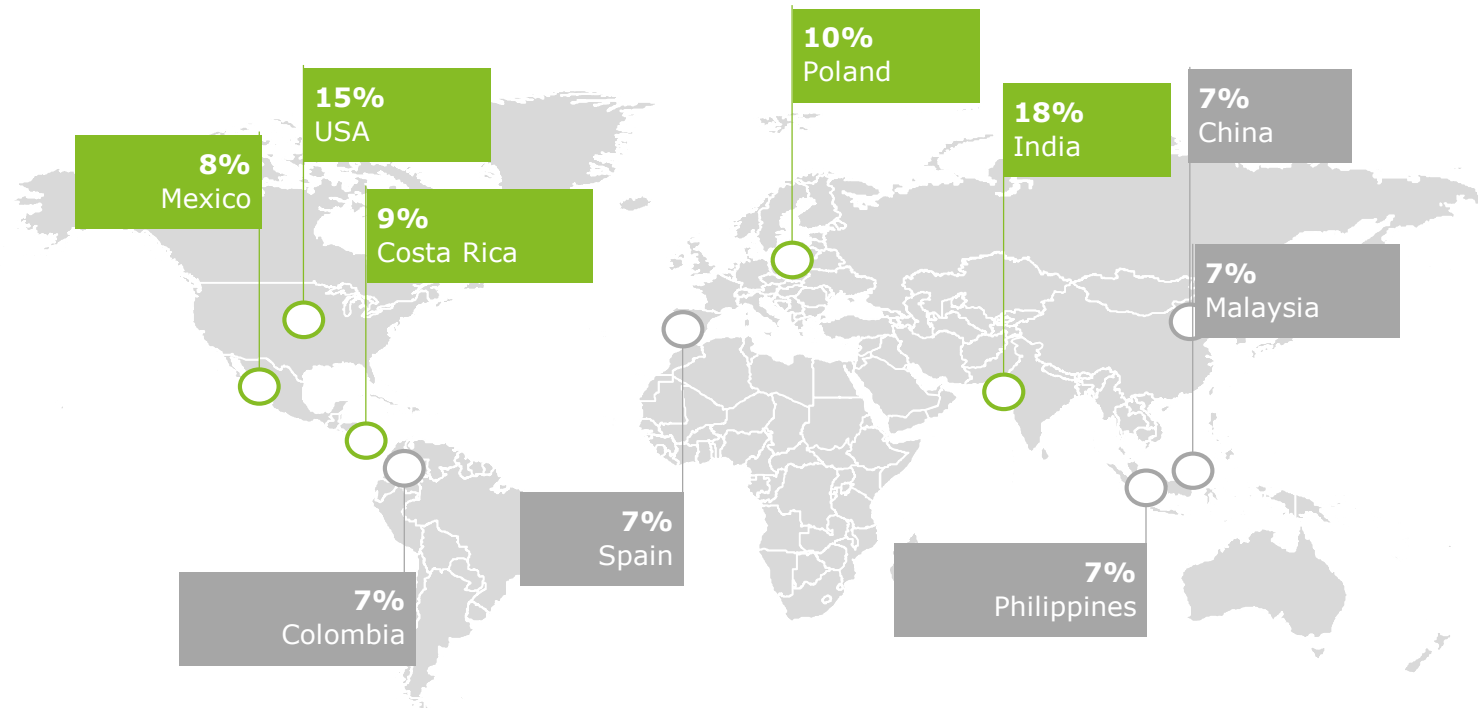 10%
Poland
15%
USA
18%
India
7%
China
8%
Mexico
9%
Costa Rica
7%
Malaysia
7%
Spain
7%
Philippines
7%
Colombia